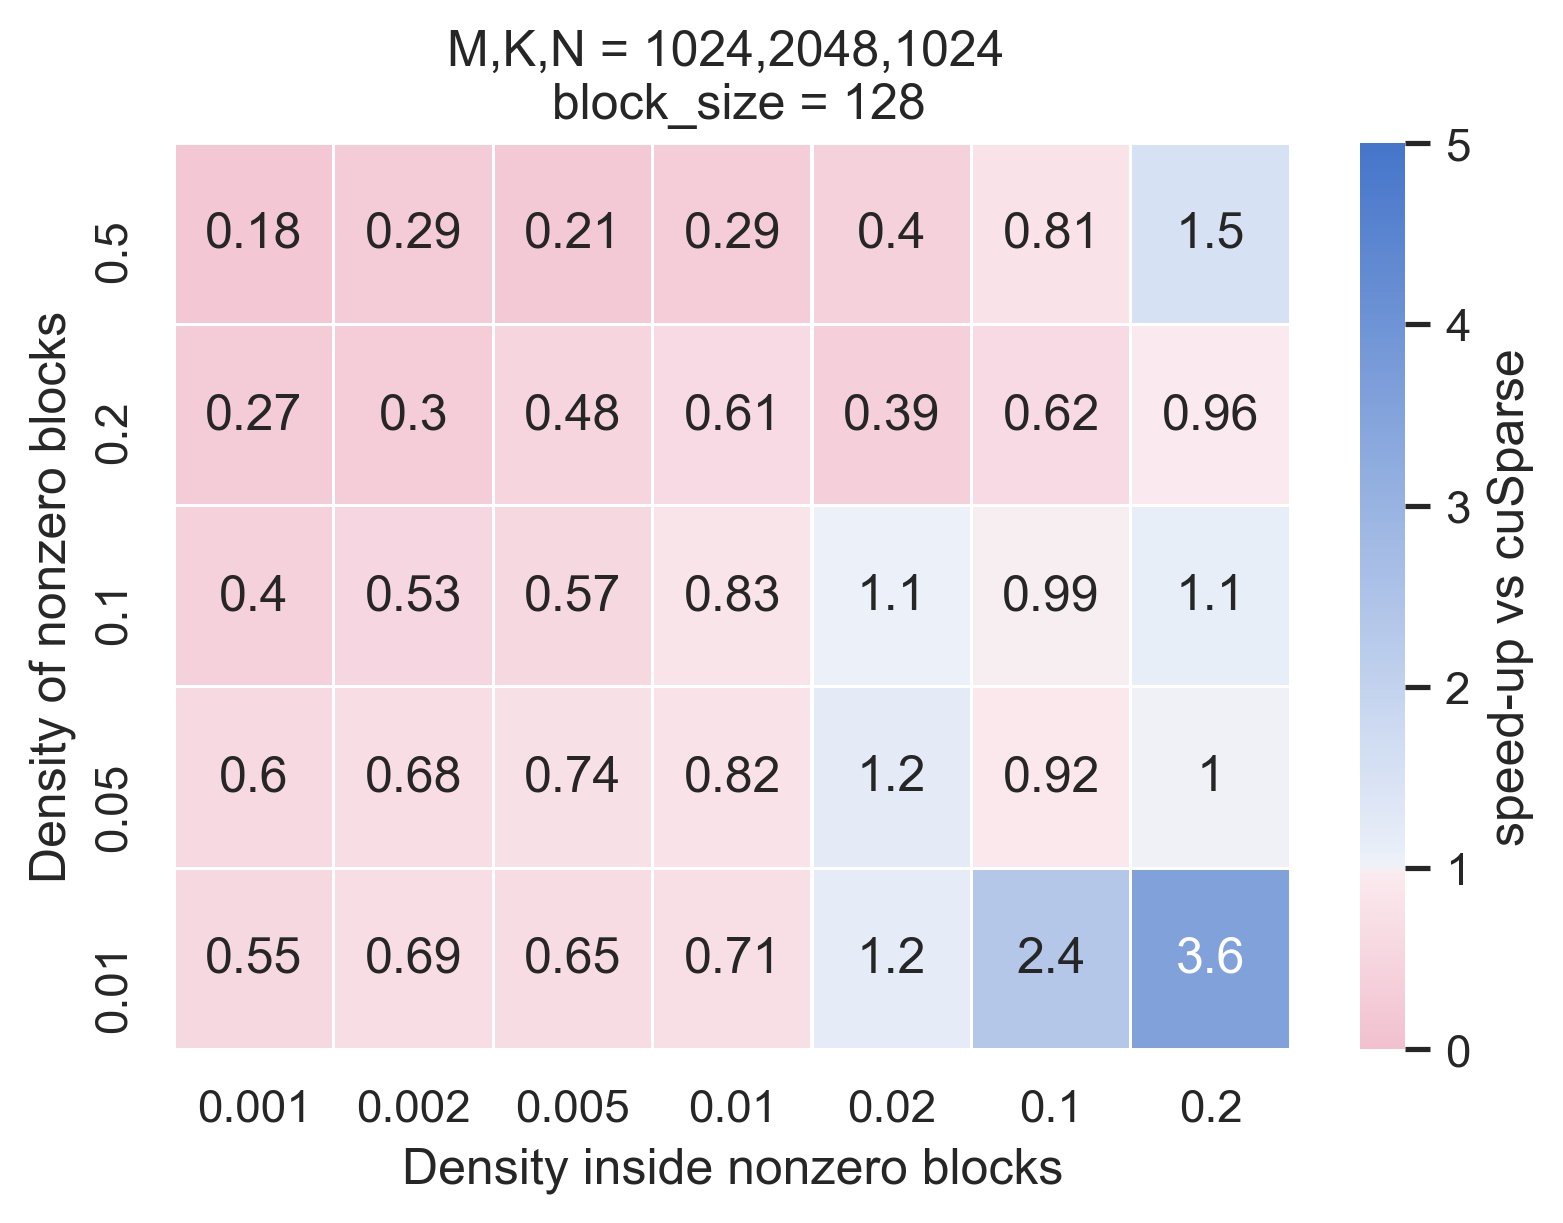 M,K,N = 1024,2048,1024
block_size = 128
Density of nonzero blocks
0.5
0.18 0.29 0.21 0.29 0.4 0.81 1.5
0.2
0.27 0.3 0.48 0.61 0.39 0.62 0.96
0.1
0.4 0.53 0.57 0.83 1.1 0.99 1.1
0.05
0.6 0.68 0.74 0.82 1.2 0.92 1
0.01
0.55 0.69 0.65 0.71 1.2 2.4 3.6
0.001 0.002 0.005 0.01 0.02 0.1 0.2
Density inside nonzero blocks
5
4
3
2
1
0
speed-up vs cuSparse